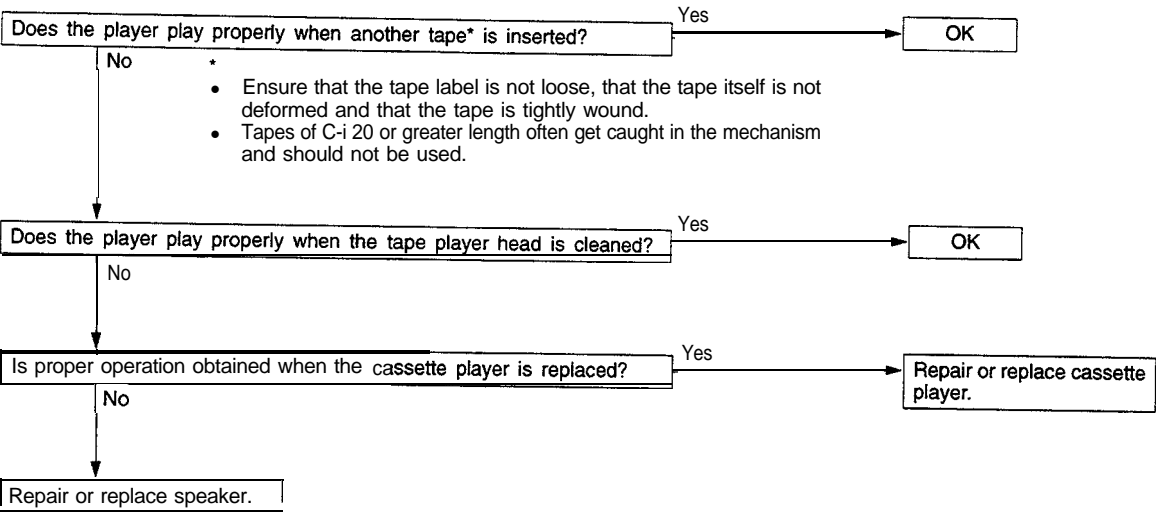 Does the player play properly when another tape* is inserted?
Yes
OK
No
*
● Ensure that the tape label is not loose, that the tape itself is not
deformed and that the tape is tightly wound.
● Tapes of C-i 20 or greater length often get caught in the mechanism
and should not be used.
Does the player play properly when the tape player head is cleaned?
Yes
OK
No
Is proper operation obtained when the cassette player is replaced?
Yes
Repair or replace cassette
player.
No
Repair or replace speaker.